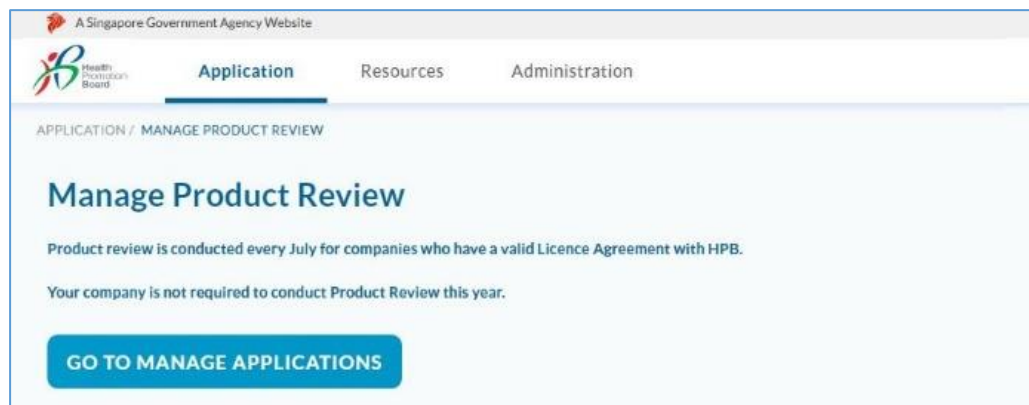 A Singapore Government Agency Website
Health
Promotion
Board
Application Resources Administration
APPLICATION / MANAGE PRODUCT REVIEW
Manage Product Review
Product review is conducted every July for companies who have a valid Licence Agreement with HPB.
Your company is not required to conduct Product Review this year.
GO TO MANAGE APPLICATIONS